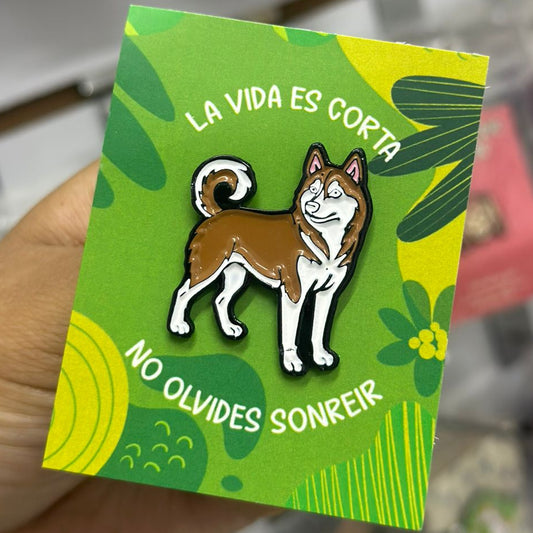 LA VIDA ES CORTA
NO OLVIDES SONREIR